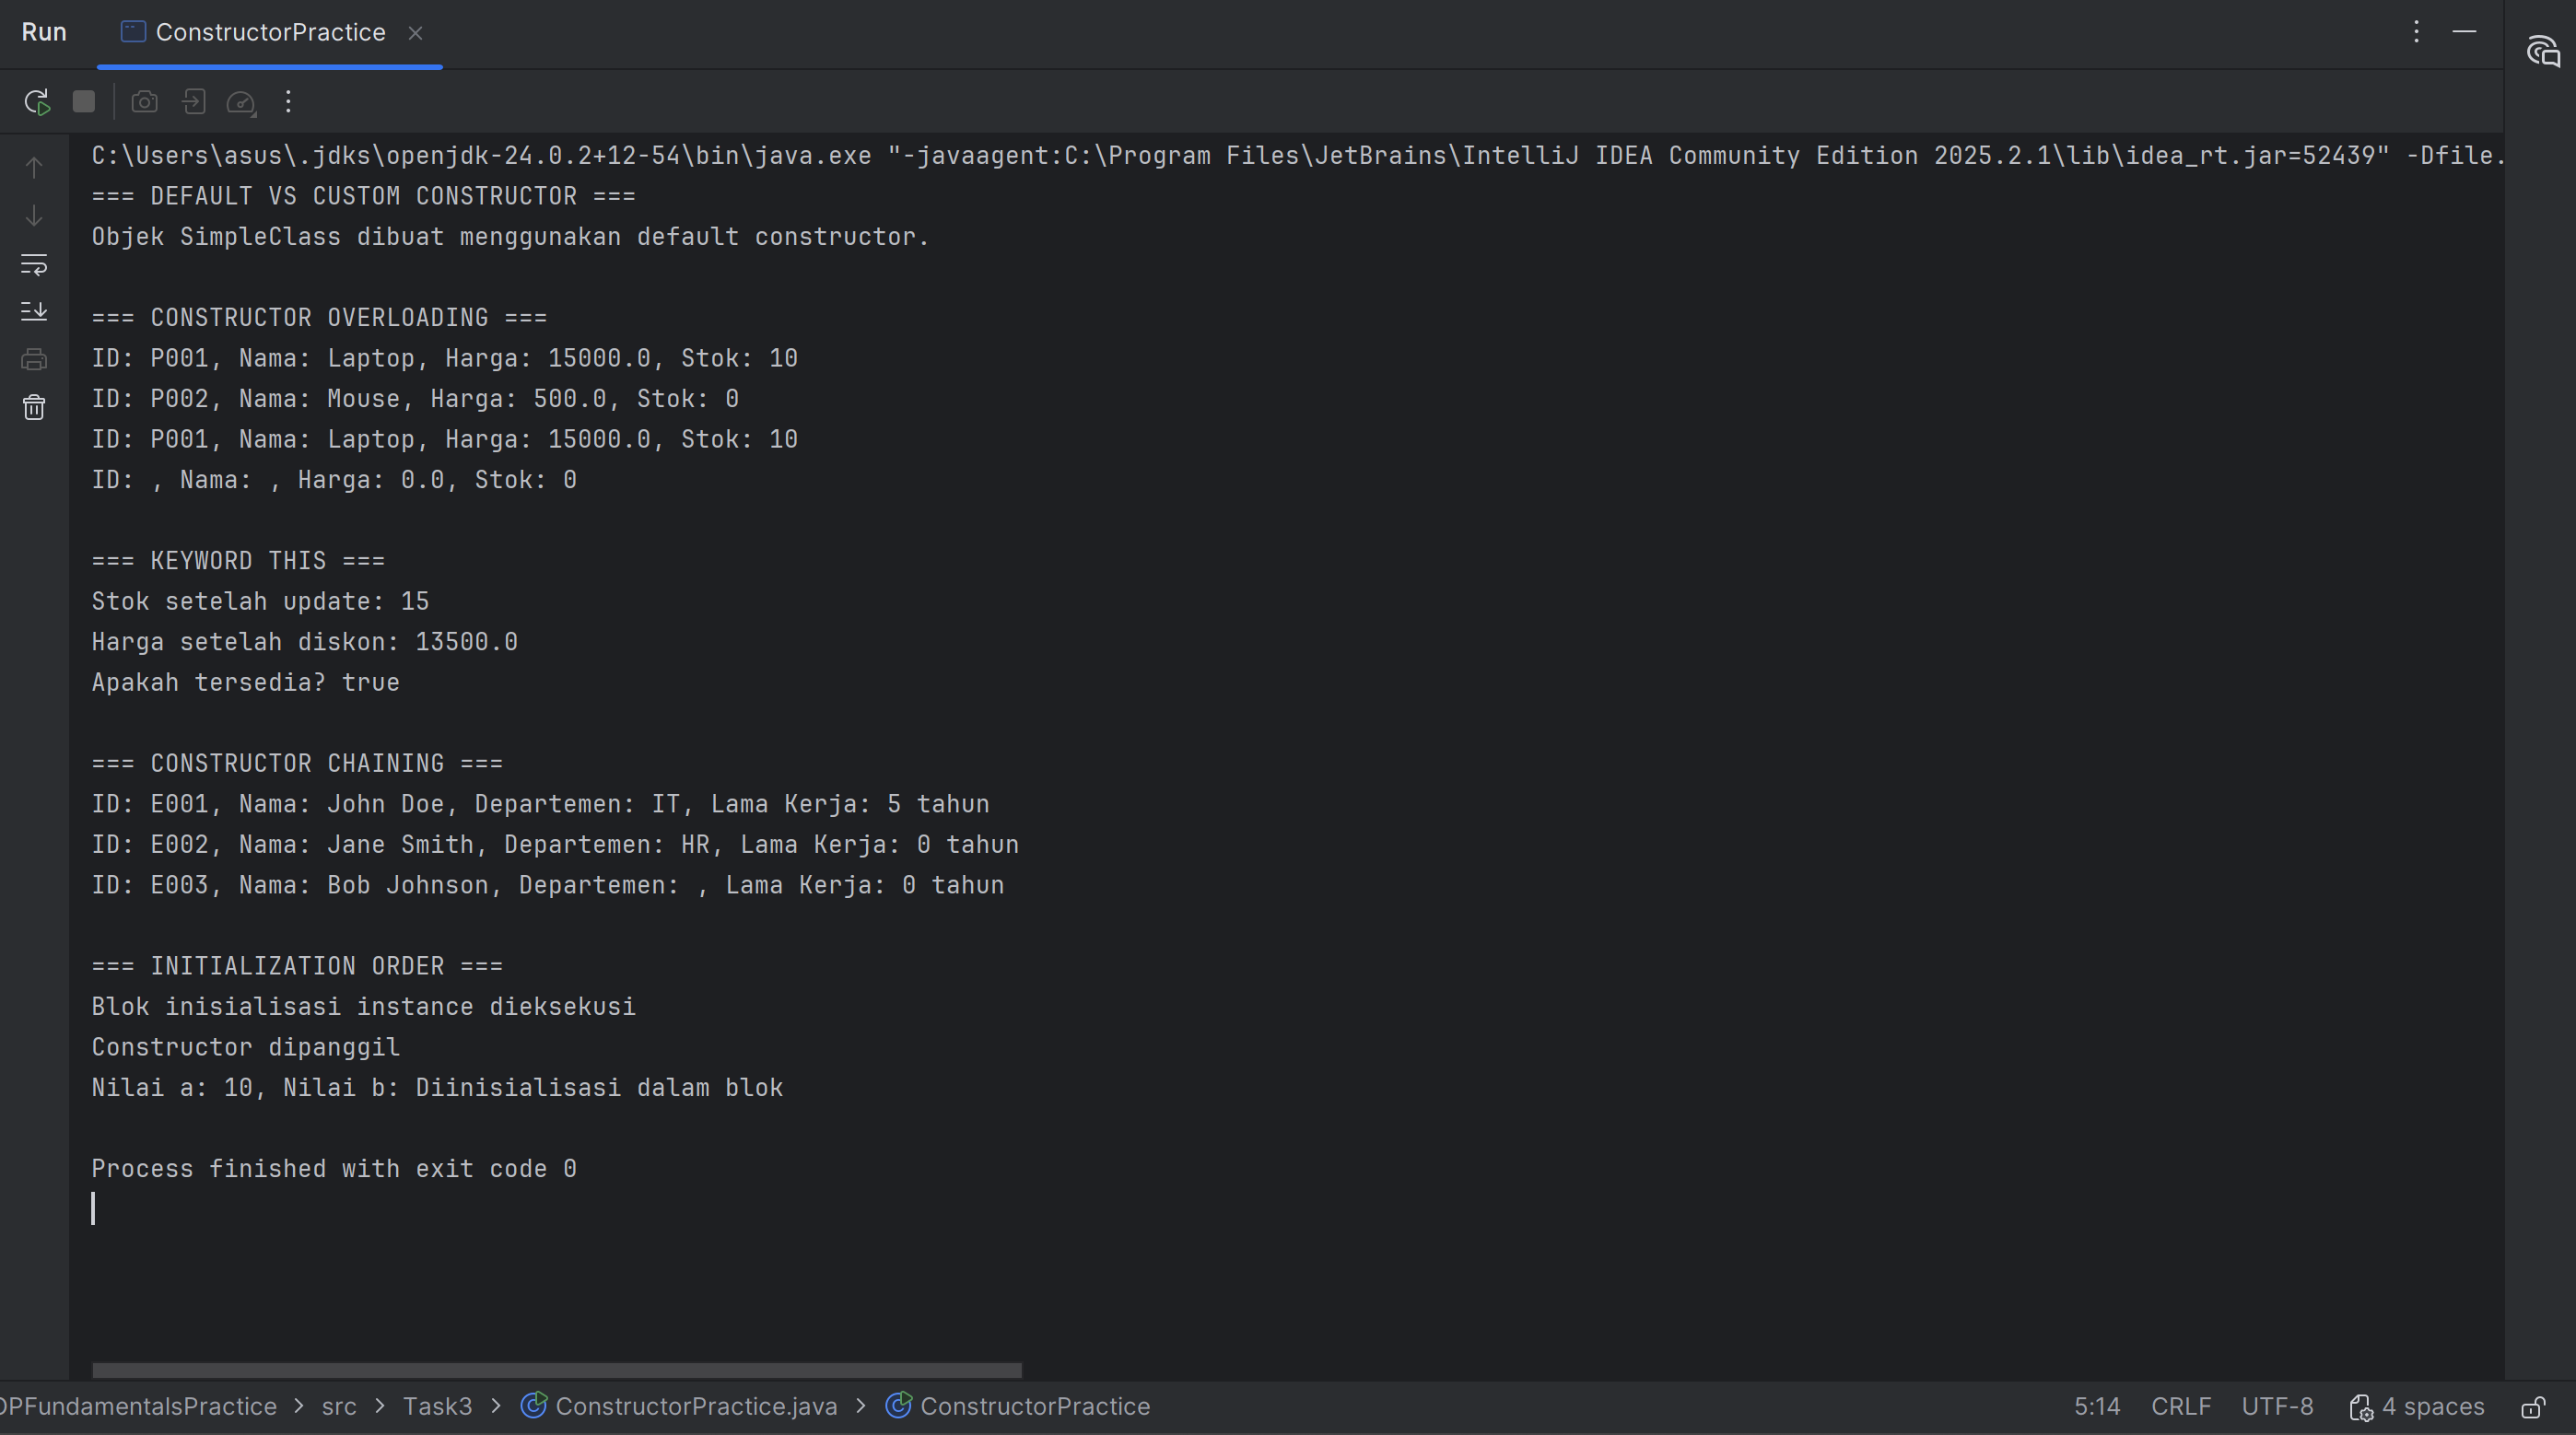 Run ConstructorPractice
C:\Users\asus\.jdks\openjdk-24.0.2+12-54\bin\java.exe "-javaagent:C:\Program Files\JetBrains\IntelliJ IDEA Community Edition 2025.2.1\lib\idea_rt.jar=52439" -Dfile.
=== DEFAULT VS CUSTOM CONSTRUCTOR ===
Objek SimpleClass dibuat menggunakan default constructor.
=== CONSTRUCTOR OVERLOADING ===
ID: P001, Nama: Laptop, Harga: 15000.0, Stok: 10
ID: P002, Nama: Mouse, Harga: 500.0, Stok: 0
ID: P001, Nama: Laptop, Harga: 15000.0, Stok: 10
ID: , Nama: , Harga: 0.0, Stok: 0
=== KEYWORD THIS ===
Stok setelah update: 15
Harga setelah diskon: 13500.0
Apakah tersedia? true
=== CONSTRUCTOR CHAINING ===
ID: E001, Nama: John Doe, Departemen: IT, Lama Kerja: 5 tahun
ID: E002, Nama: Jane Smith, Departemen: HR, Lama Kerja: 0 tahun
ID: E003, Nama: Bob Johnson, Departemen: , Lama Kerja: 0 tahun
=== INITIALIZATION ORDER ===
Blok inisialisasi instance dieksekusi
Constructor dipanggil
Nilai a: 10, Nilai b: Diinisialisasi dalam blok
Process finished with exit code 0
OPFundamentalsPractice > src > Task3 > ConstructorPractice.java > ConstructorPractice 5:14 CRLF UTF-8 4 spaces